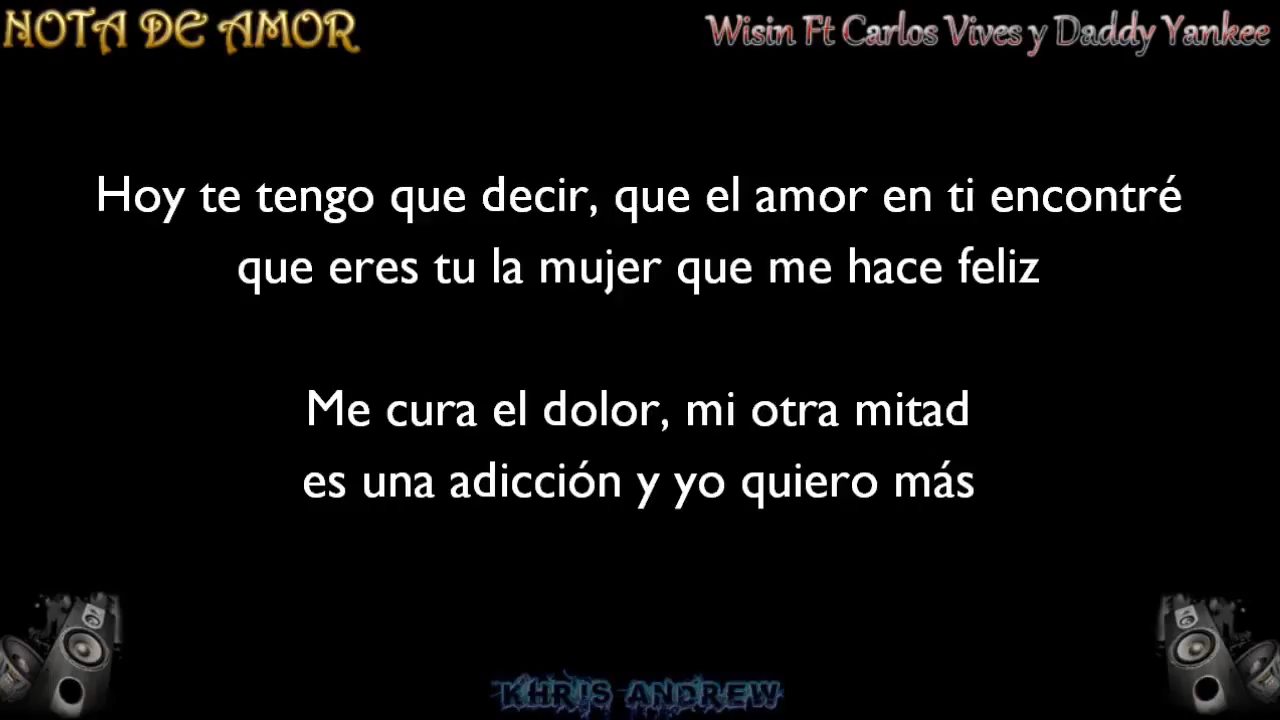 NOTA DE AMOR
Wisin Ft Carlos Vives y Daddy Yankee
Hoy te tengo que decir, que el amor en ti encontré
que eres tu la mujer que me hace feliz
Me cura el dolor, mi otra mitad
es una adicción y yo quiero más
KHRIS ANDREW